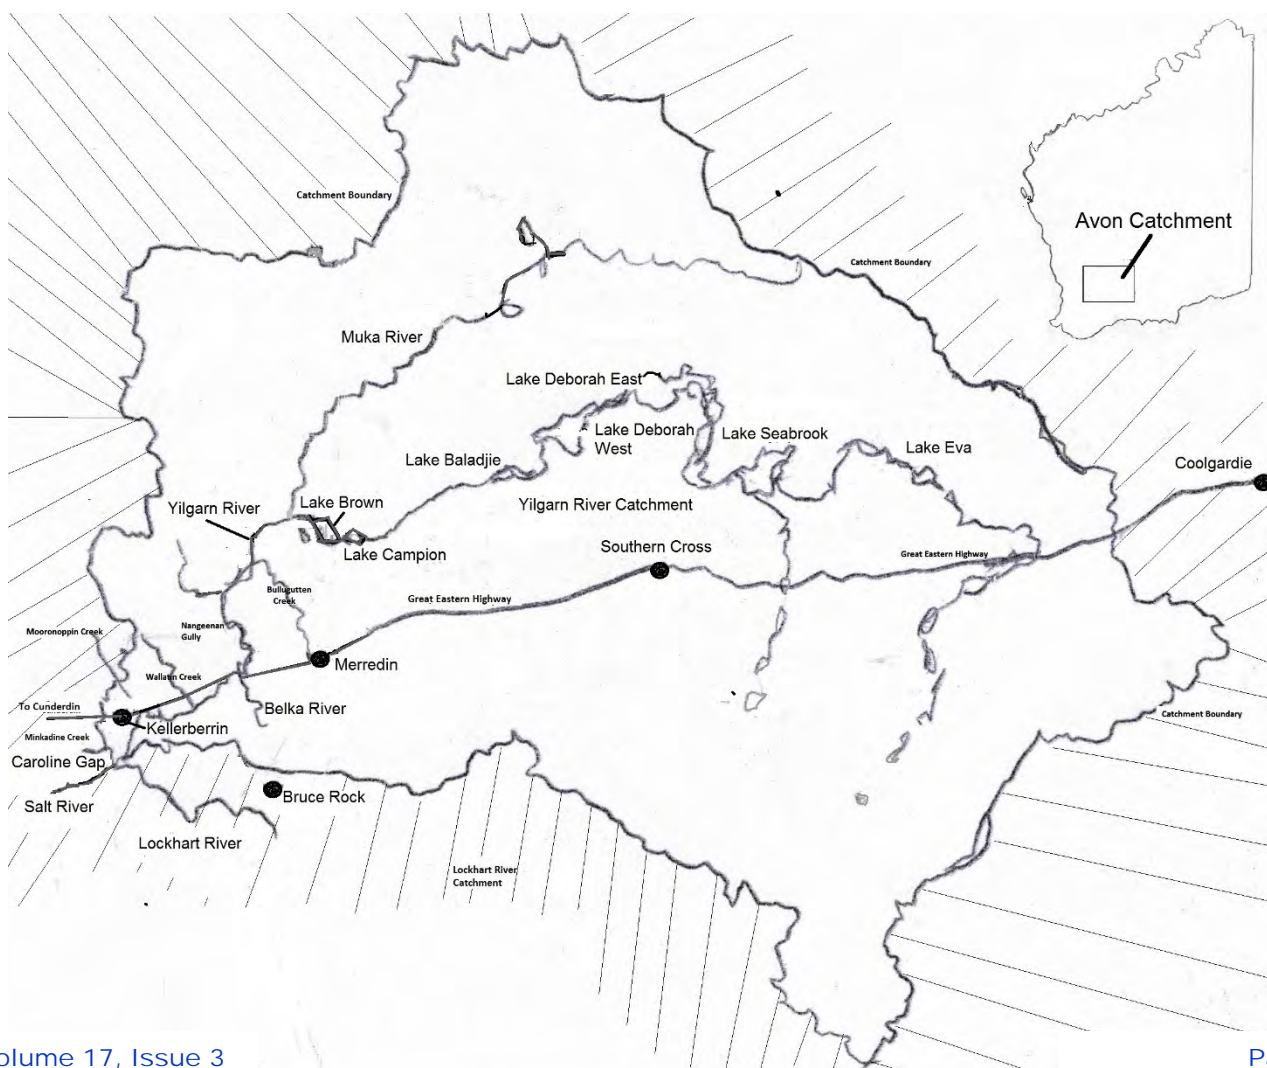 Catchment Boundary
Avon Catchment
Catchment Boundary
Muka River
Lake Deborah East
Lake Deborah
West
Lake Seabrook
Lake Eva
Lake Baladjie
Coolgardie
Lake Brown
Yilgarn River
Yilgarn River Catchment
Lake Campion
Southern Cross
Great Eastern Highway
Bullugutten
Creek
Great Eastern Highway
Nangeenan
Gully
Mooronoppin Creek
Merredin
Wallatin Creek
To Cunderdin
Belka River
Catchment Boundary
Kellerberrin
Minkadine Creek
Caroline Gap
Bruce Rock
Salt River
Lockhart River
Lockhart River
Catchment
olume 17, Issue 3
Pa